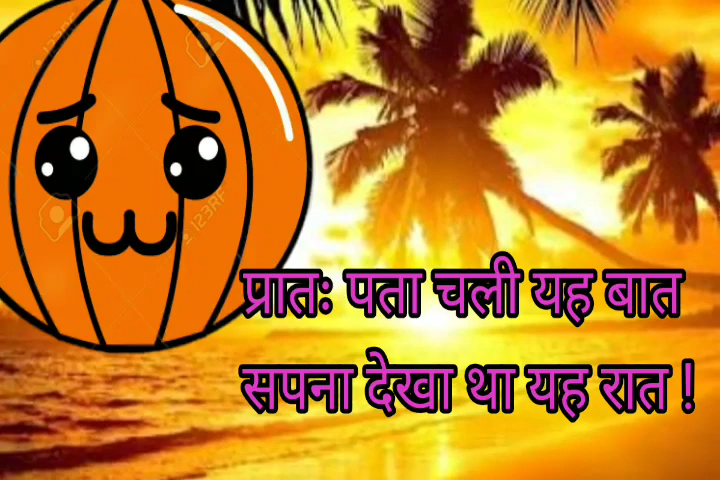 प्रातः पता चली यह बात
सपना देखा था यह रात !